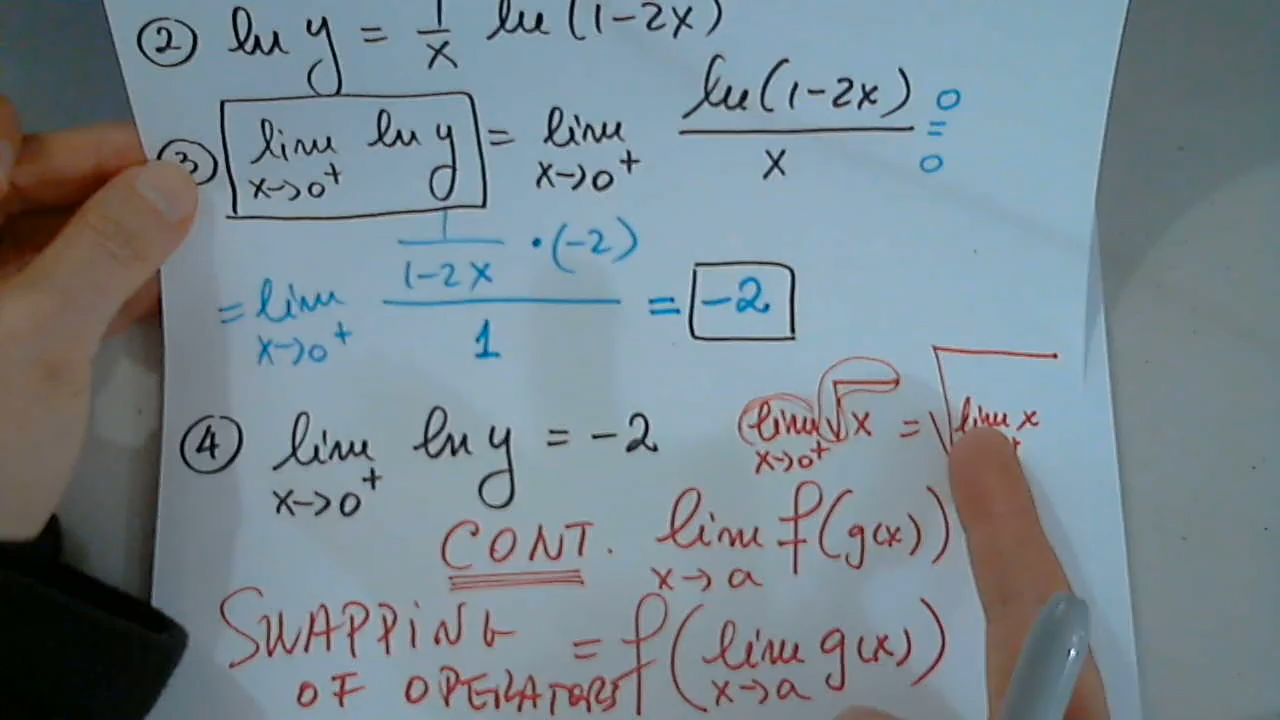 ② ln y = 1/x ln(1-2x)
③ lim x→0⁺ ln y = lim x→0⁺ ln(1-2x)/x = 0/0
= lim x→0⁺ (1/(1-2x) · (-2))/1 = -2
④ lim x→0⁺ ln y = -2
lim x→0⁺ √x = √lim x
CONT. lim x→a f(g(x))
SWAPPING OF OPERATORS = f(lim x→a g(x))